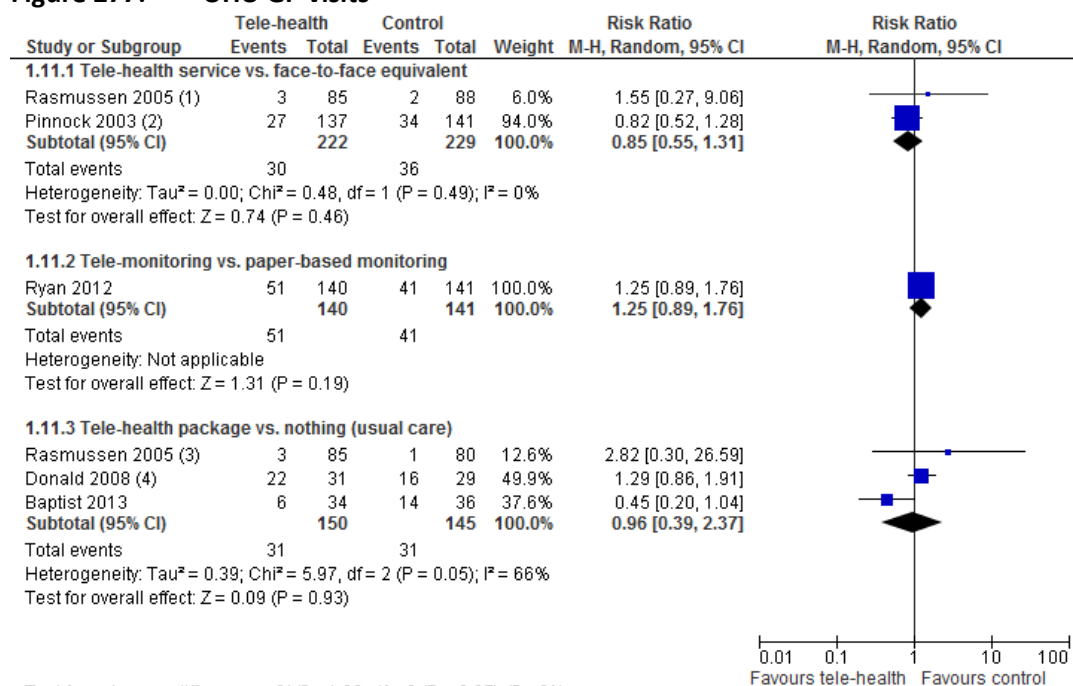 Tele-health Control Risk Ratio Risk Ratio
Study or Subgroup Events Total Events Total Weight M-H, Random, 95% CI M-H, Random, 95% CI
1.11.1 Tele-health service vs. face-to-face equivalent
Rasmussen 2005 (1) 3 85 2 88 6.0% 1.55 [0.27, 9.06]
Pinnock 2003 (2) 27 137 34 141 94.0% 0.82 [0.52, 1.28]
Subtotal (95% CI) 222 229 100.0% 0.85 [0.55, 1.31]
Total events 30 36
Heterogeneity: Tau² = 0.00; Chi² = 0.48, df = 1 (P = 0.49); I² = 0%
Test for overall effect: Z = 0.74 (P = 0.46)
1.11.2 Tele-monitoring vs. paper-based monitoring
Ryan 2012 51 140 41 141 100.0% 1.25 [0.89, 1.76]
Subtotal (95% CI) 140 141 100.0% 1.25 [0.89, 1.76]
Total events 51 41
Heterogeneity: Not applicable
Test for overall effect: Z = 1.31 (P = 0.19)
1.11.3 Tele-health package vs. nothing (usual care)
Rasmussen 2005 (3) 3 85 1 80 12.6% 2.82 [0.30, 26.59]
Donald 2008 (4) 22 31 16 29 49.9% 1.29 [0.86, 1.91]
Baptist 2013 6 34 14 36 37.6% 0.45 [0.20, 1.04]
Subtotal (95% CI) 150 145 100.0% 0.96 [0.39, 2.37]
Total events 31 31
Heterogeneity: Tau² = 0.39; Chi² = 5.97, df = 2 (P = 0.05); I² = 66%
Test for overall effect: Z = 0.09 (P = 0.93)
0.01 0.1 1 10 100
Favours tele-health Favours control